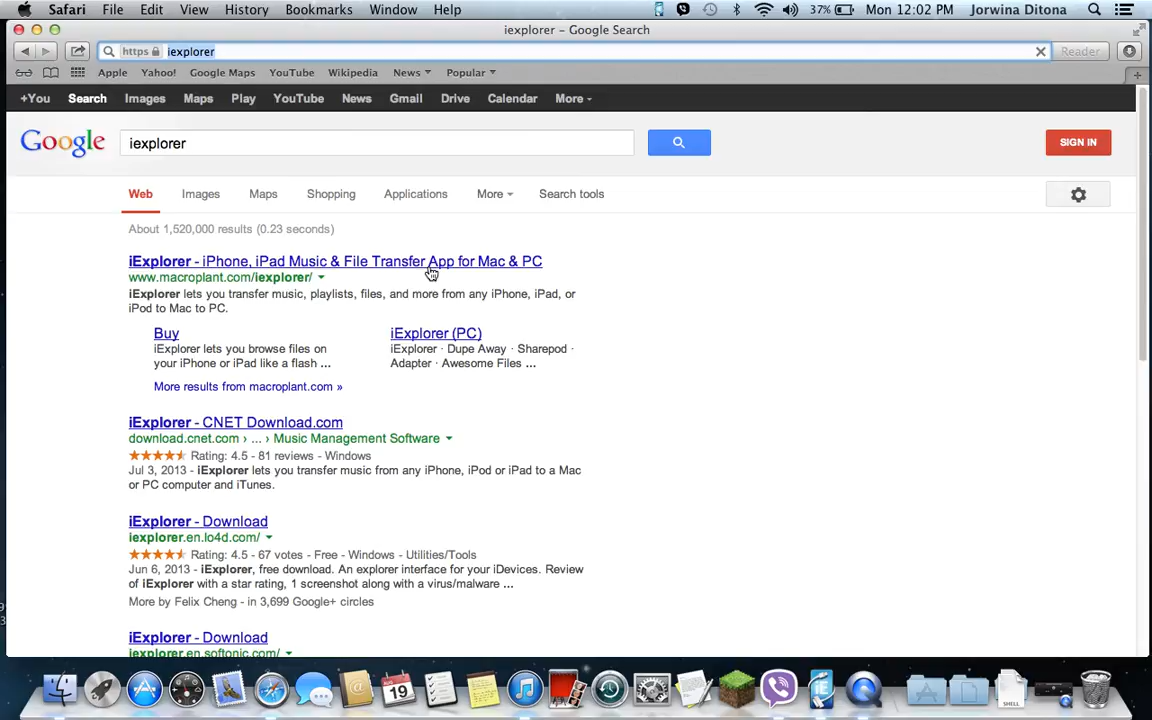 Safari File Edit View History Bookmarks Window Help 37% Mon 12:02 PM Jorwina Ditona
iexplorer – Google Search
https iexplorer Reader
Apple Yahoo! Google Maps YouTube Wikipedia News Popular
+You Search Images Maps Play YouTube News Gmail Drive Calendar More
Google iexplorer SIGN IN
Web Images Maps Shopping Applications More Search tools
About 1,520,000 results (0.23 seconds)
iExplorer - iPhone, iPad Music & File Transfer App for Mac & PC
www.macroplant.com/iexplorer/
iExplorer lets you transfer music, playlists, files, and more from any iPhone, iPad, or
iPod to Mac to PC.
Buy
iExplorer lets you browse files on
your iPhone or iPad like a flash ...
iExplorer (PC)
iExplorer · Dupe Away · Sharepod ·
Adapter · Awesome Files ...
More results from macroplant.com »
iExplorer - CNET Download.com
download.cnet.com › ... › Music Management Software
Rating: 4.5 - 81 reviews - Windows
Jul 3, 2013 - iExplorer lets you transfer music from any iPhone, iPod or iPad to a Mac
or PC computer and iTunes.
iExplorer - Download
iexplorer.en.lo4d.com/
Rating: 4.5 - 67 votes - Free - Windows - Utilities/Tools
Jun 6, 2013 - iExplorer, free download. An explorer interface for your iDevices. Review
of iExplorer with a star rating, 1 screenshot along with a virus/malware ...
More by Felix Cheng - in 3,699 Google+ circles
iExplorer - Download
iexplorer.en.softonic.com/
19
SHELL